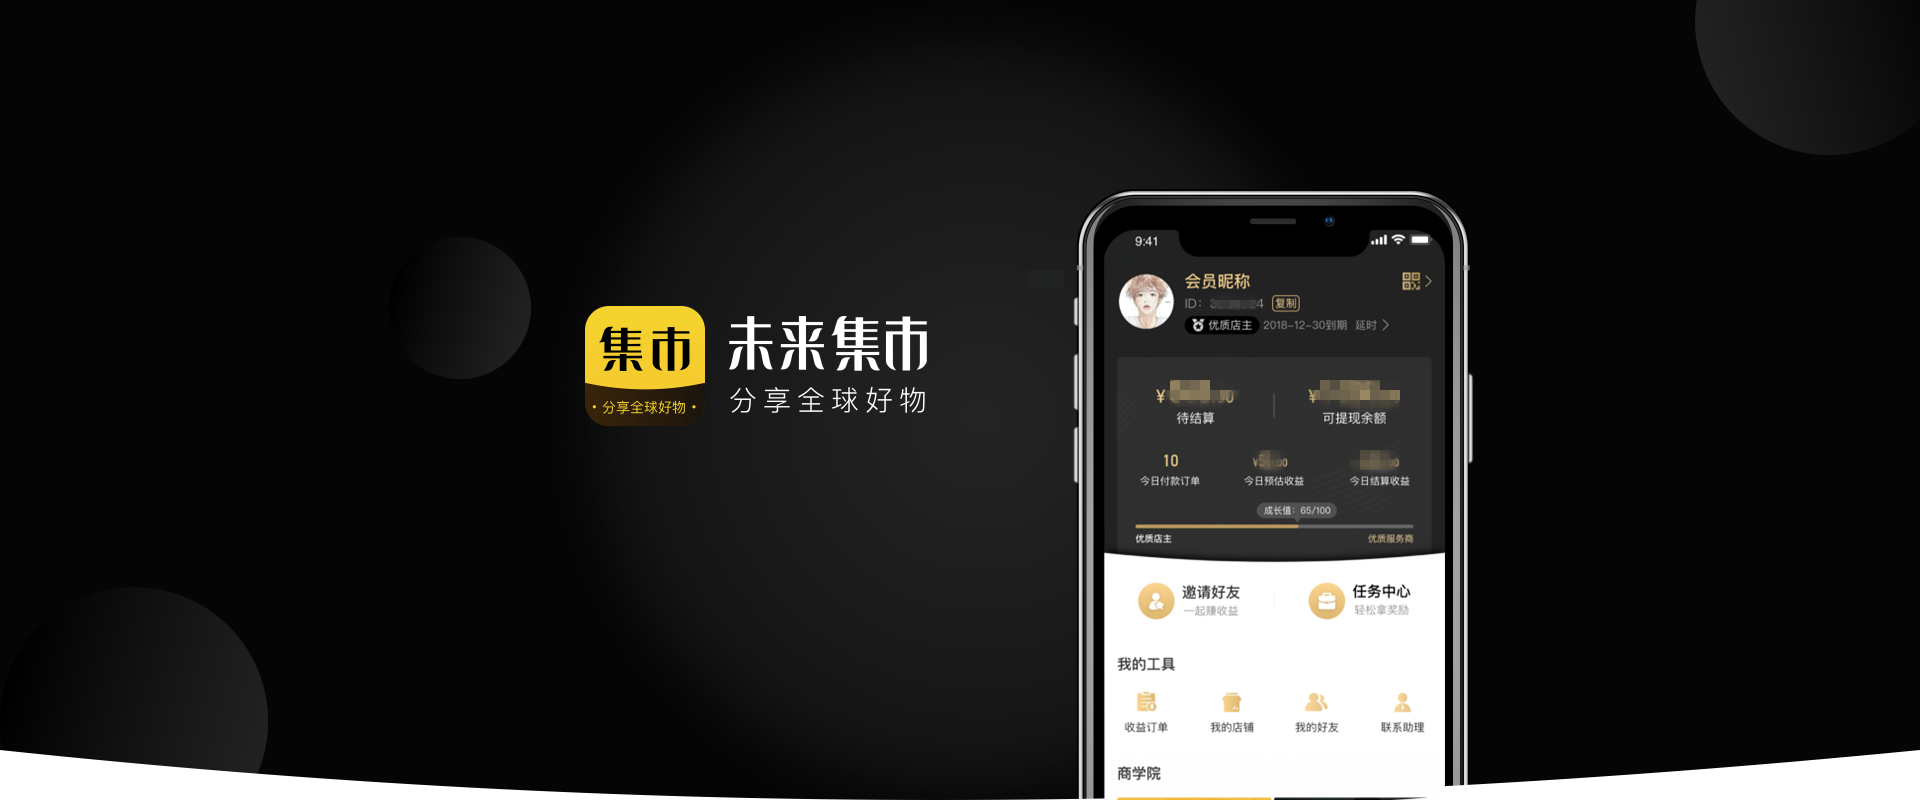 集市
·分享全球好物·
未来集市
分享全球好物
9:41
会员昵称
ID:
复制
优质店主 2018-12-30到期 延时
待结算
可提现余额
10
今日付款订单
今日预估收益
今日结算收益
成长值：65/100
优质店主
优质服务商
邀请好友
一起赚收益
任务中心
轻松拿奖励
我的工具
收益订单
我的店铺
我的好友
联系助理
商学院